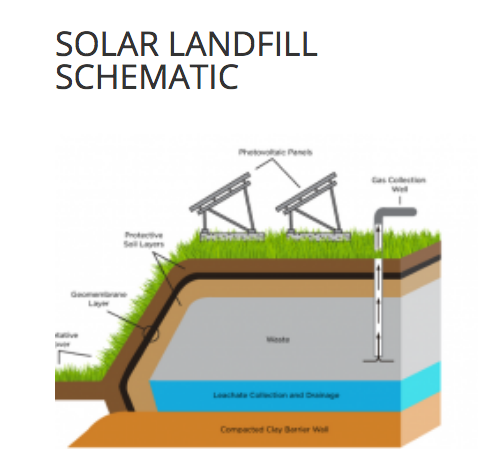 SOLAR LANDFILL
SCHEMATIC
Photovoltaic Panels
Gas Collection
Well
Protective
Soil Layers
Geomembrane
Layer
Waste
Leachate Collection and Drainage
Compacted Clay Barrier Wall